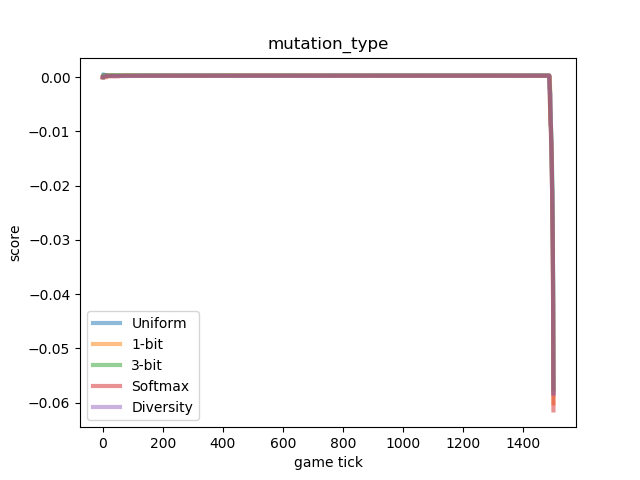 mutation_type
0.00
−0.01
−0.02
−0.03
−0.04
−0.05
−0.06
score
Uniform
1-bit
3-bit
Softmax
Diversity
0 200 400 600 800 1000 1200 1400
game tick